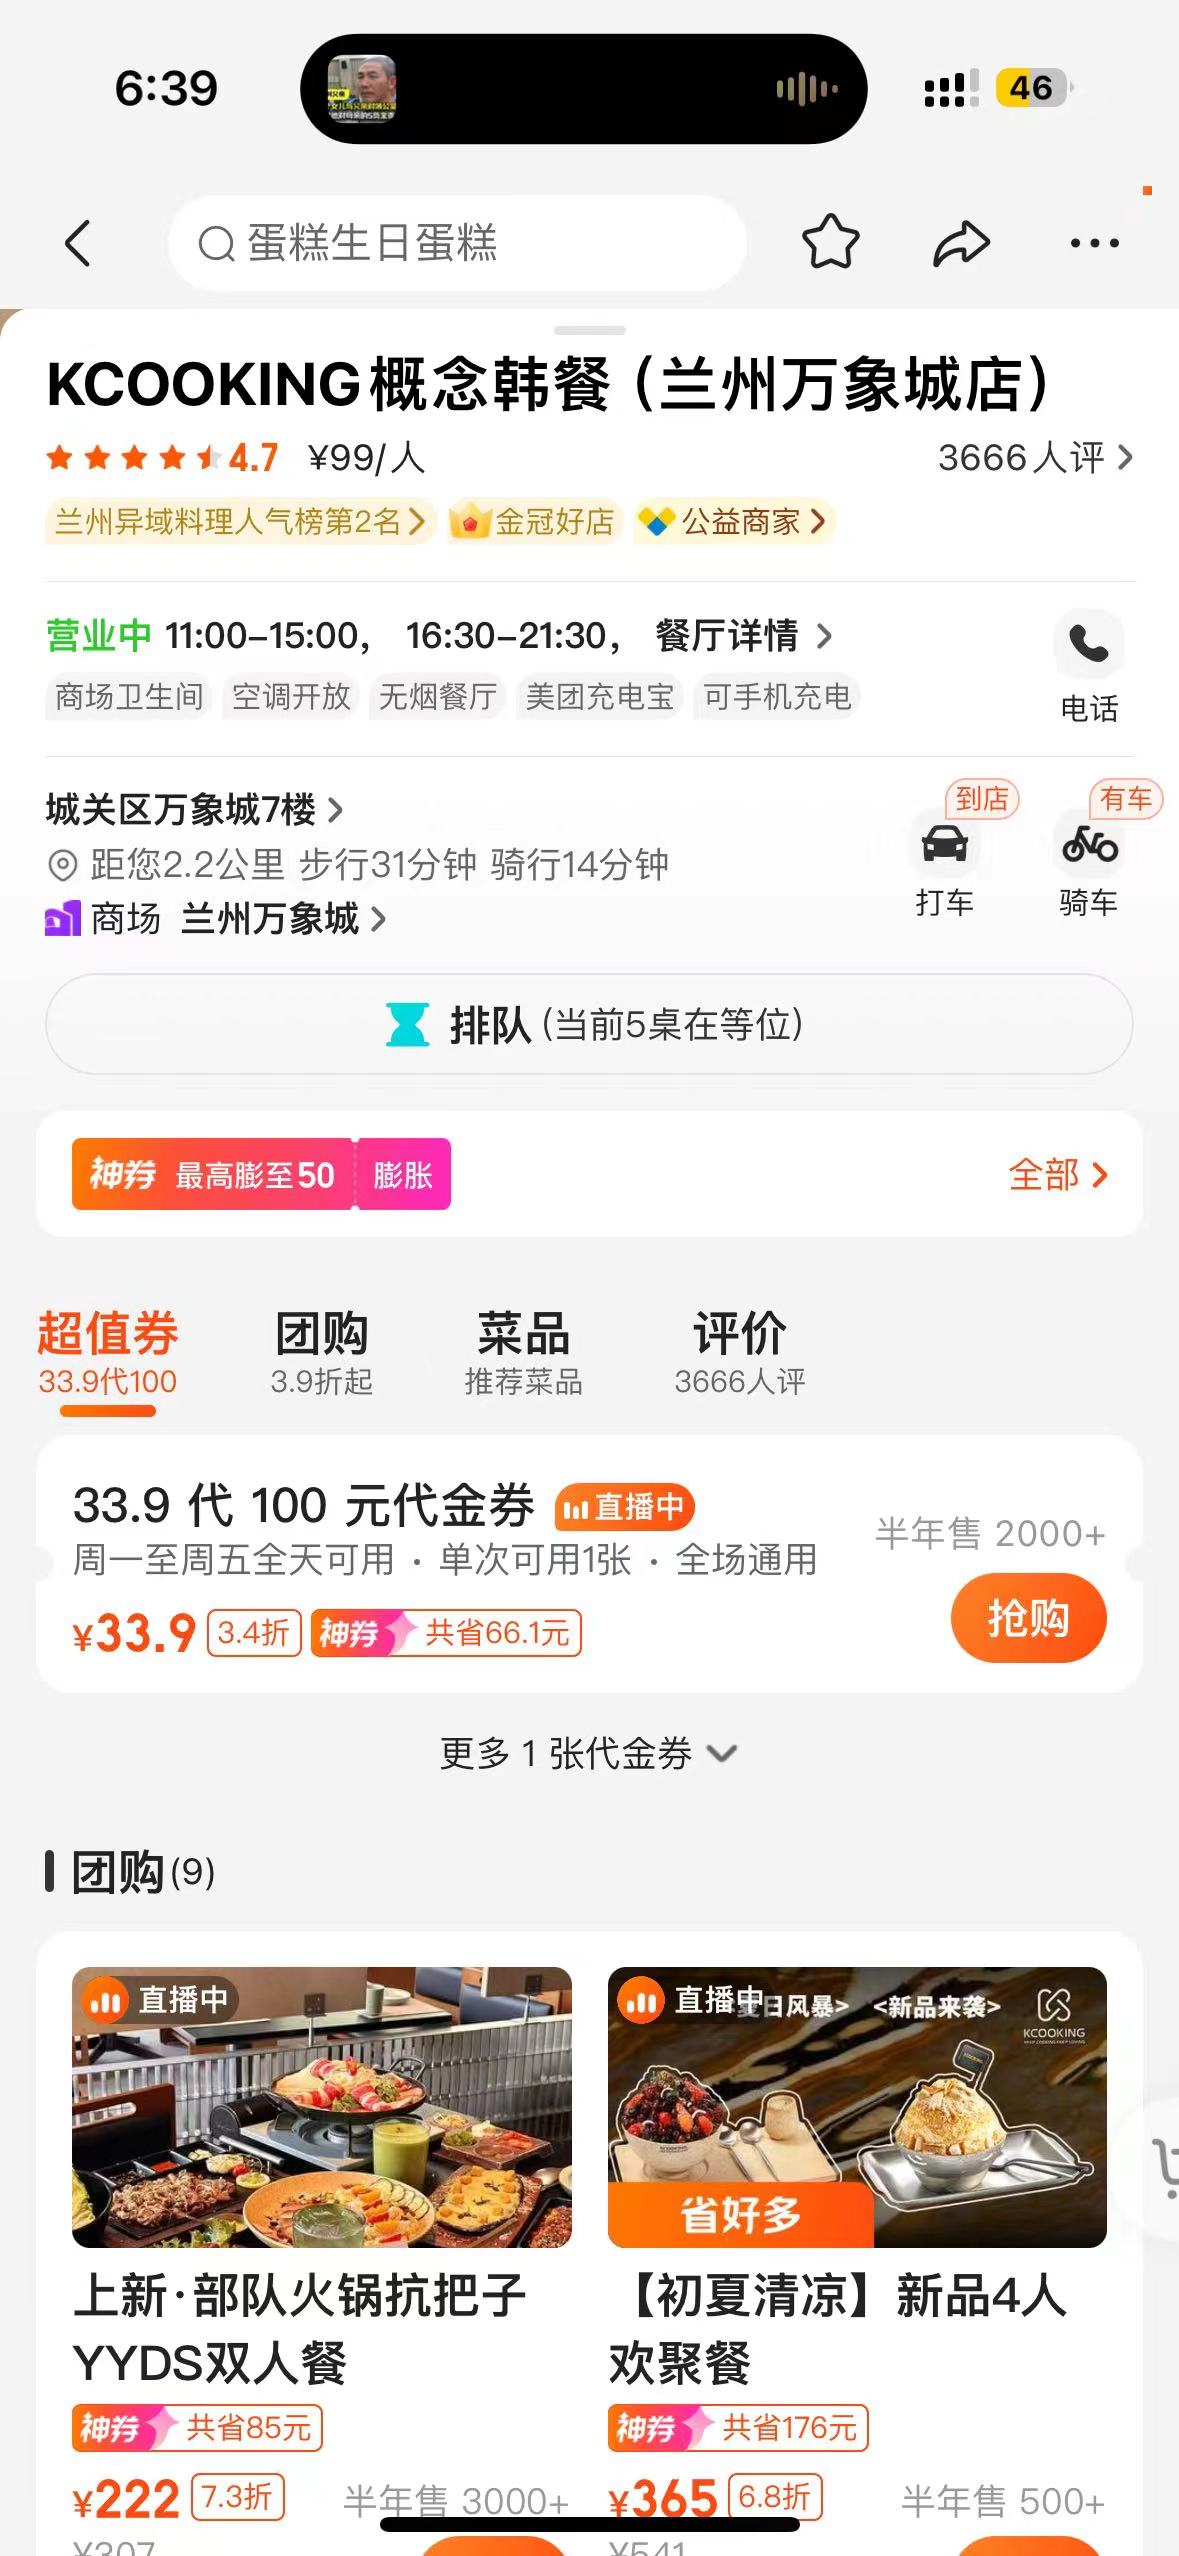 6:39
46
蛋糕生日蛋糕
KCOOKING概念韩餐（兰州万象城店）
4.7 ¥99/人 3666人评
兰州异域料理人气榜第2名 金冠好店 公益商家
营业中 11:00-15:00， 16:30-21:30， 餐厅详情
商场卫生间 空调开放 无烟餐厅 美团充电宝 可手机充电
电话
城关区万象城7楼
到店 有车
距您2.2公里 步行31分钟 骑行14分钟
打车 骑车
商场 兰州万象城
排队 (当前5桌在等位)
神券 最高膨至50 膨胀 全部
超值券 团购 菜品 评价
33.9代100 3.9折起 推荐菜品 3666人评
33.9 代 100 元代金券 直播中
半年售 2000+
周一至周五全天可用 · 单次可用1张 · 全场通用
¥33.9 3.4折 神券 共省66.1元 抢购
更多 1 张代金券
团购(9)
直播中
直播中 夏日风暴> <新品来袭>
KCOOKING
省好多
上新·部队火锅抗把子
YYDS双人餐
神券 共省85元
¥222 7.3折 半年售 3000+
¥307
【初夏清凉】新品4人
欢聚餐
神券 共省176元
¥365 6.8折 半年售 500+
¥541